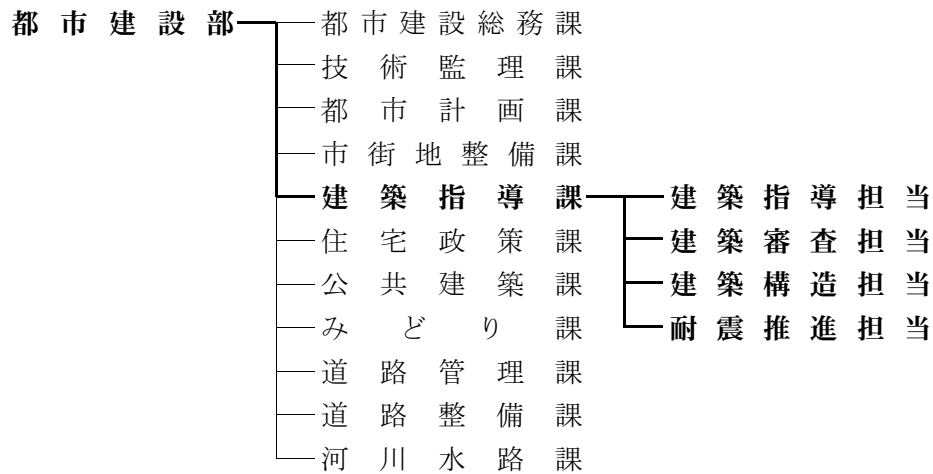 都市建設部
都市建設総務課
技術監理課
都市計画課
市街地整備課
建築指導課
建築指導担当
建築審査担当
建築構造担当
耐震推進担当
住宅政策課
公共建築課
みどり課
道路管理課
道路整備課
河川水路課